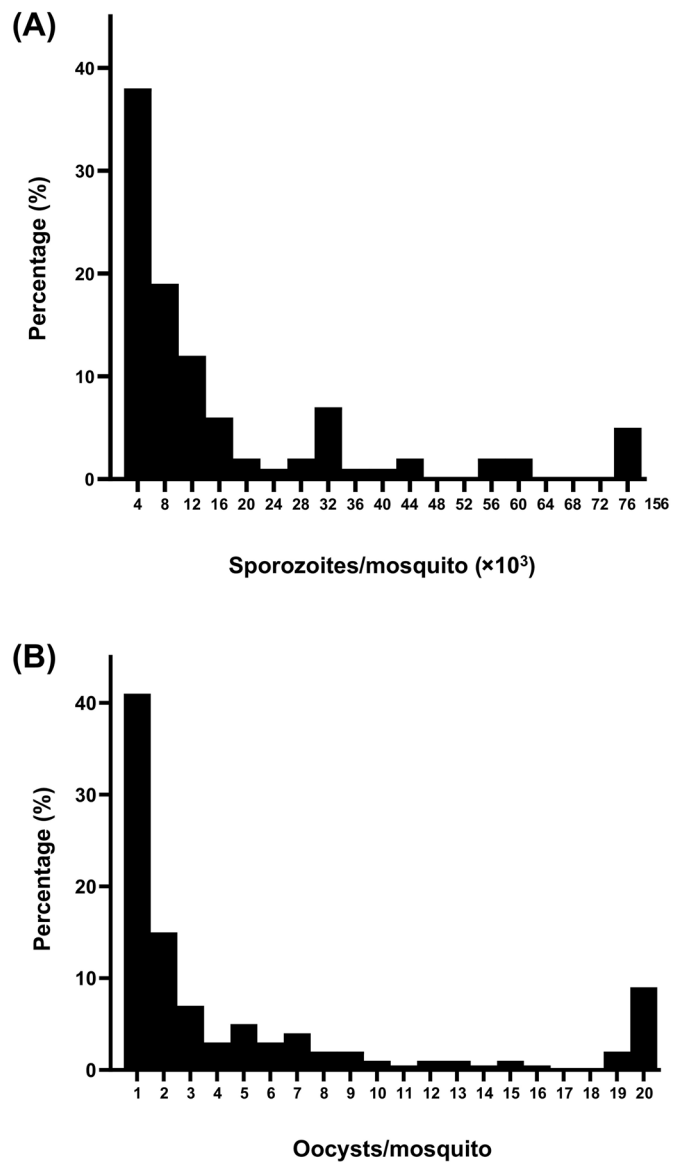 (A)
40
30
20
10
0
Percentage (%)
4 8 12 16 20 24 28 32 36 40 44 48 52 56 60 64 68 72 76 156
Sporozoites/mosquito (×10³)
(B)
40
30
20
10
0
Percentage (%)
1 2 3 4 5 6 7 8 9 10 11 12 13 14 15 16 17 18 19 20
Oocysts/mosquito